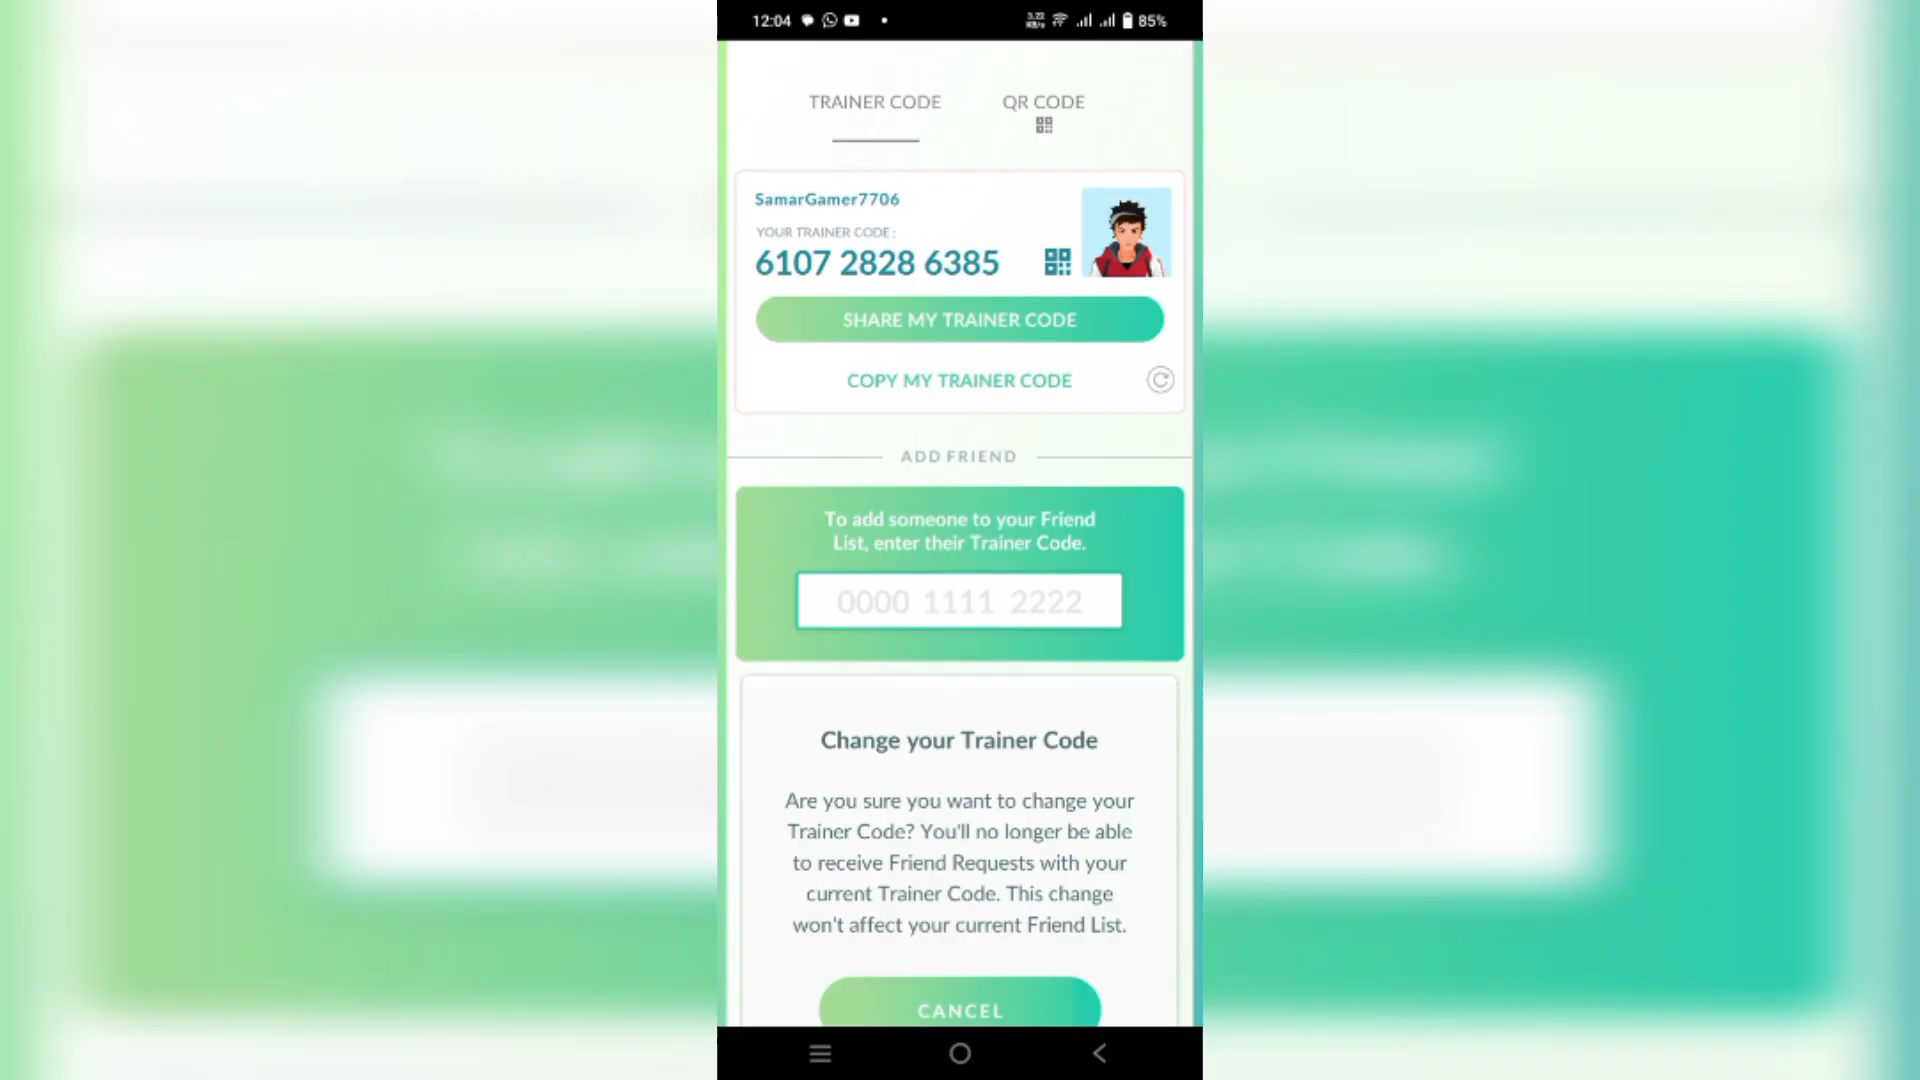 12:04 3.22 KB/s 85%
TRAINER CODE QR CODE
SamarGamer7706
YOUR TRAINER CODE :
6107 2828 6385
SHARE MY TRAINER CODE
COPY MY TRAINER CODE
ADD FRIEND
To add someone to your Friend
List, enter their Trainer Code.
0000 1111 2222
Change your Trainer Code
Are you sure you want to change your
Trainer Code? You'll no longer be able
to receive Friend Requests with your
current Trainer Code. This change
won't affect your current Friend List.
CANCEL